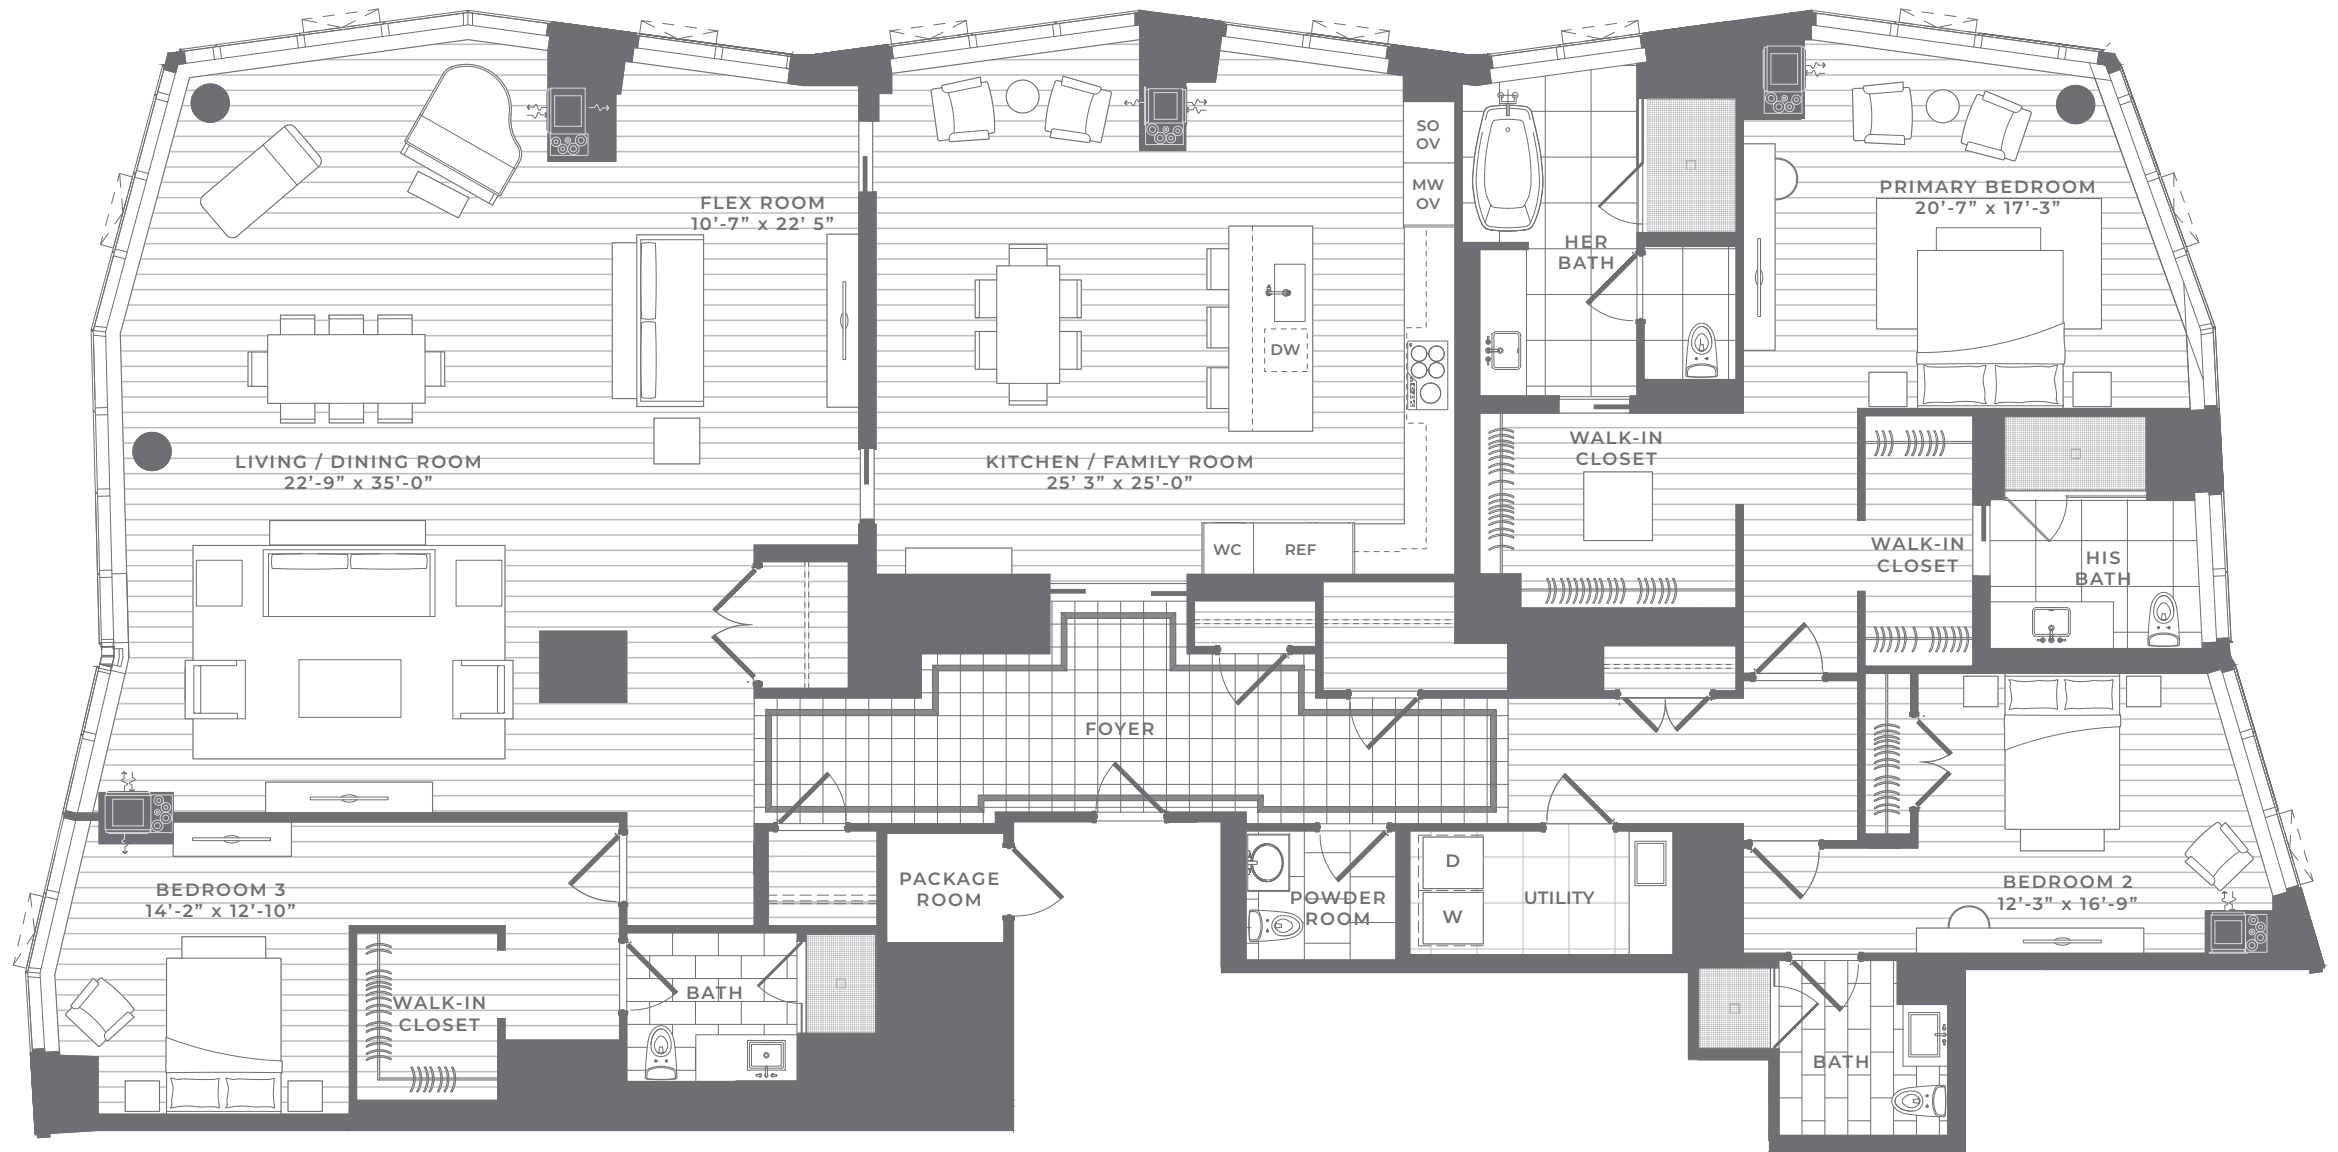 SO
OV
MW
OV
FLEX ROOM
10’-7” x 22’ 5”
PRIMARY BEDROOM
20’-7” x 17’-3”
HER
BATH
DW
LIVING / DINING ROOM
22’-9” x 35’-0”
KITCHEN / FAMILY ROOM
25’ 3” x 25’-0”
WALK-IN
CLOSET
WC
REF
WALK-IN
CLOSET
HIS
BATH
FOYER
BEDROOM 3
14’-2” x 12’-10”
PACKAGE
ROOM
POWDER
ROOM
D
W
UTILITY
BEDROOM 2
12’-3” x 16’-9”
WALK-IN
CLOSET
BATH
BATH